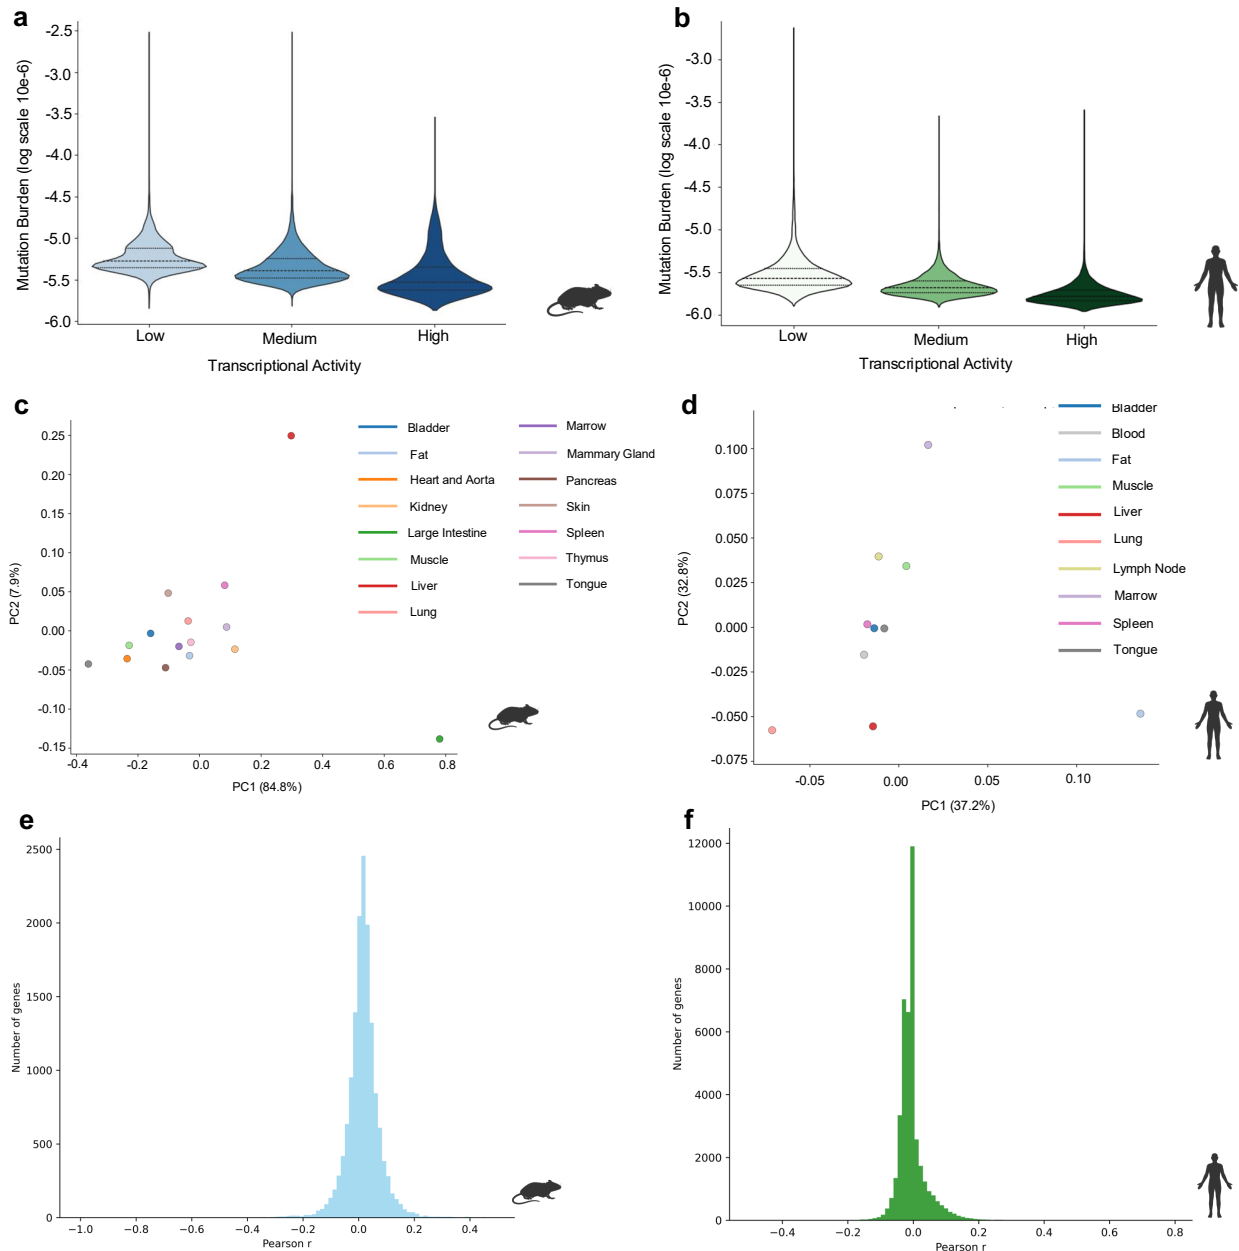 a
Mutation Burden (log scale 10e-6)
-2.5
-3.0
-3.5
-4.0
-4.5
-5.0
-5.5
-6.0
Low
Medium
High
Transcriptional Activity
b
Mutation Burden (log scale 10e-6)
-3.0
-3.5
-4.0
-4.5
-5.0
-5.5
-6.0
Low
Medium
High
Transcriptional Activity
c
PC2 (7.9%)
0.25
0.20
0.15
0.10
0.05
0.00
-0.05
-0.10
-0.15
-0.4
-0.2
0.0
0.2
0.4
0.6
0.8
PC1 (84.8%)
Bladder
Fat
Heart and Aorta
Kidney
Large Intestine
Muscle
Liver
Lung
Marrow
Mammary Gland
Pancreas
Skin
Spleen
Thymus
Tongue
d
PC2 (32.8%)
0.100
0.075
0.050
0.025
0.000
-0.025
-0.050
-0.075
-0.05
0.00
0.05
0.10
PC1 (37.2%)
Bladder
Blood
Fat
Muscle
Liver
Lung
Lymph Node
Marrow
Spleen
Tongue
e
Number of genes
2500
2000
1500
1000
500
0
−1.0
−0.8
−0.6
−0.4
−0.2
0.0
0.2
0.4
Pearson r
f
Number of genes
12000
10000
8000
6000
4000
2000
0
−0.4
−0.2
0.0
0.2
0.4
0.6
0.8
Pearson r